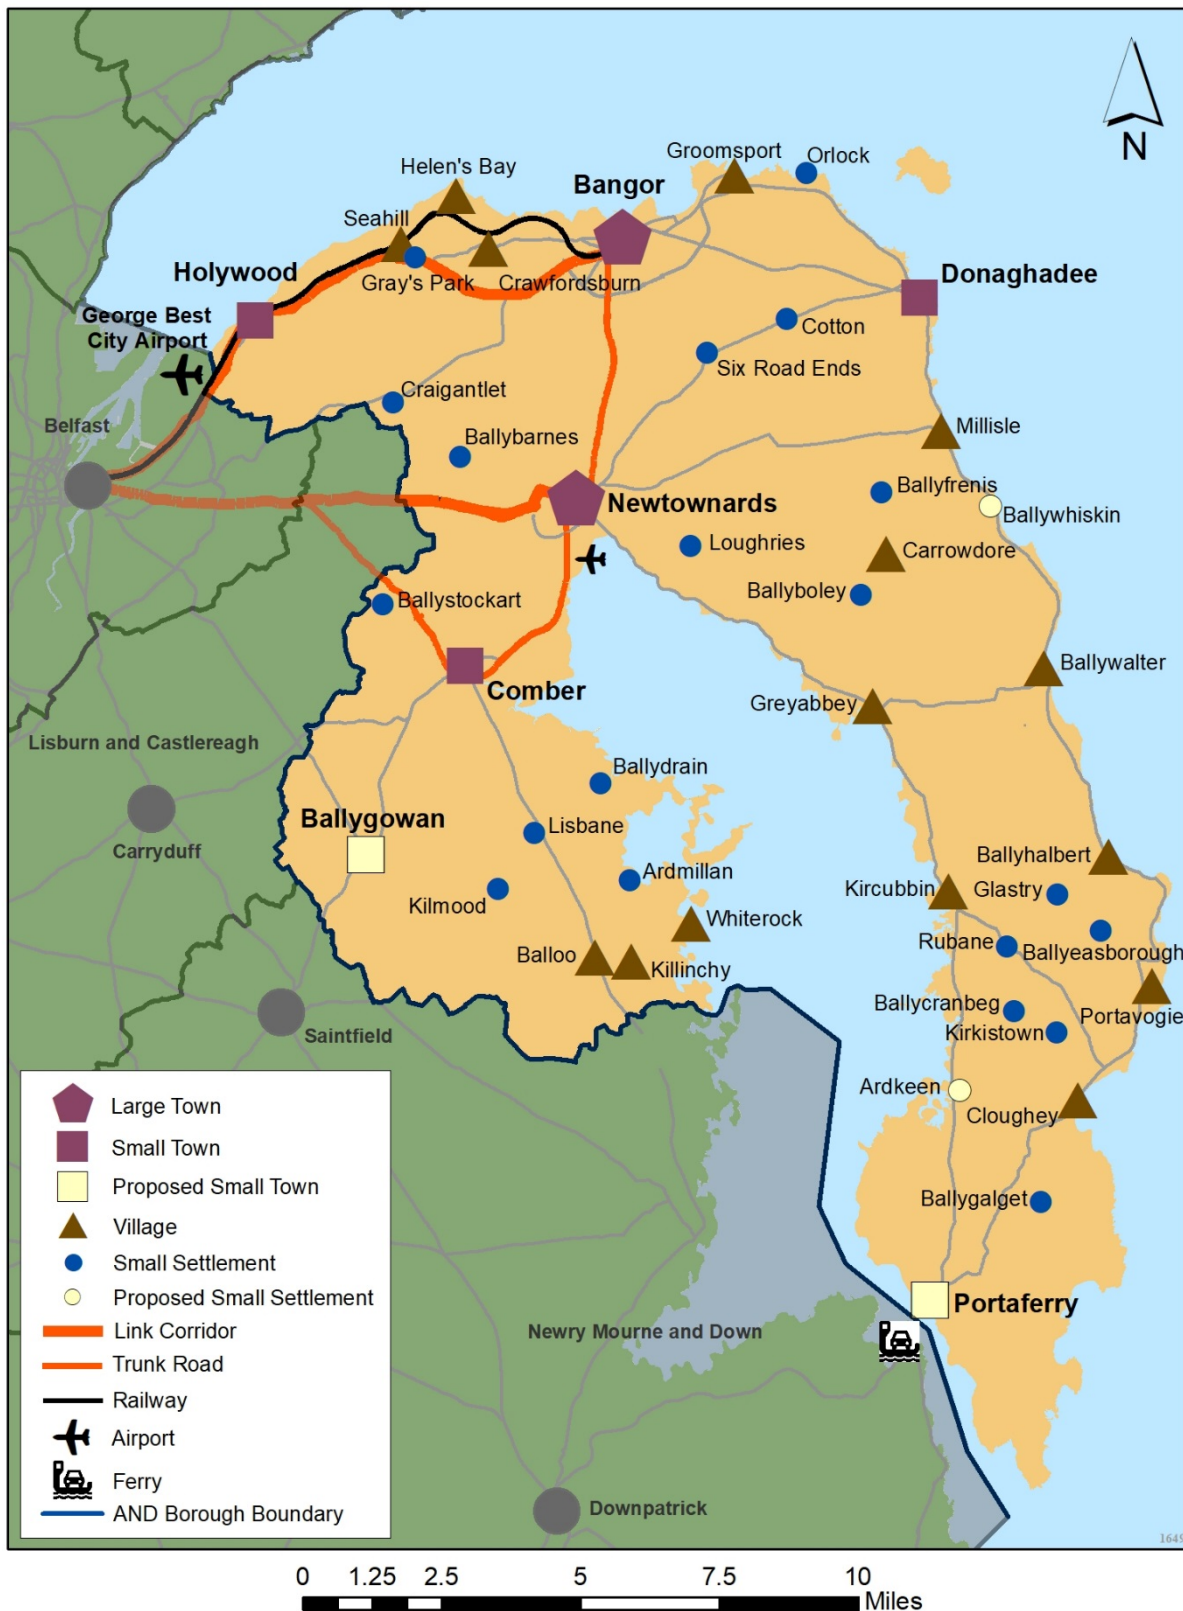 N
Groomsport
Orlock
Helen's Bay
Bangor
Seahill
Holywood
Gray's Park
Crawfordsburn
Donaghadee
George Best
City Airport
Cotton
Six Road Ends
Craigantlet
Belfast
Millisle
Ballybarnes
Ballyfrenis
Newtownards
Ballywhiskin
Loughries
Carrowdore
Ballyboley
Ballystockart
Ballywalter
Comber
Greyabbey
Lisburn and Castlereagh
Ballydrain
Ballygowan
Lisbane
Carryduff
Ballyhalbert
Ardmillan
Kircubbin
Glastry
Kilmood
Whiterock
Rubane
Ballyeasborough
Balloo
Killinchy
Ballycranbeg
Portavogie
Saintfield
Kirkistown
Ardkeen
Cloughey
Ballygalget
Portaferry
Newry Mourne and Down
Downpatrick
Large Town
Small Town
Proposed Small Town
Village
Small Settlement
Proposed Small Settlement
Link Corridor
Trunk Road
Railway
Airport
Ferry
AND Borough Boundary
1649
0 1.25 2.5 5 7.5 10
Miles